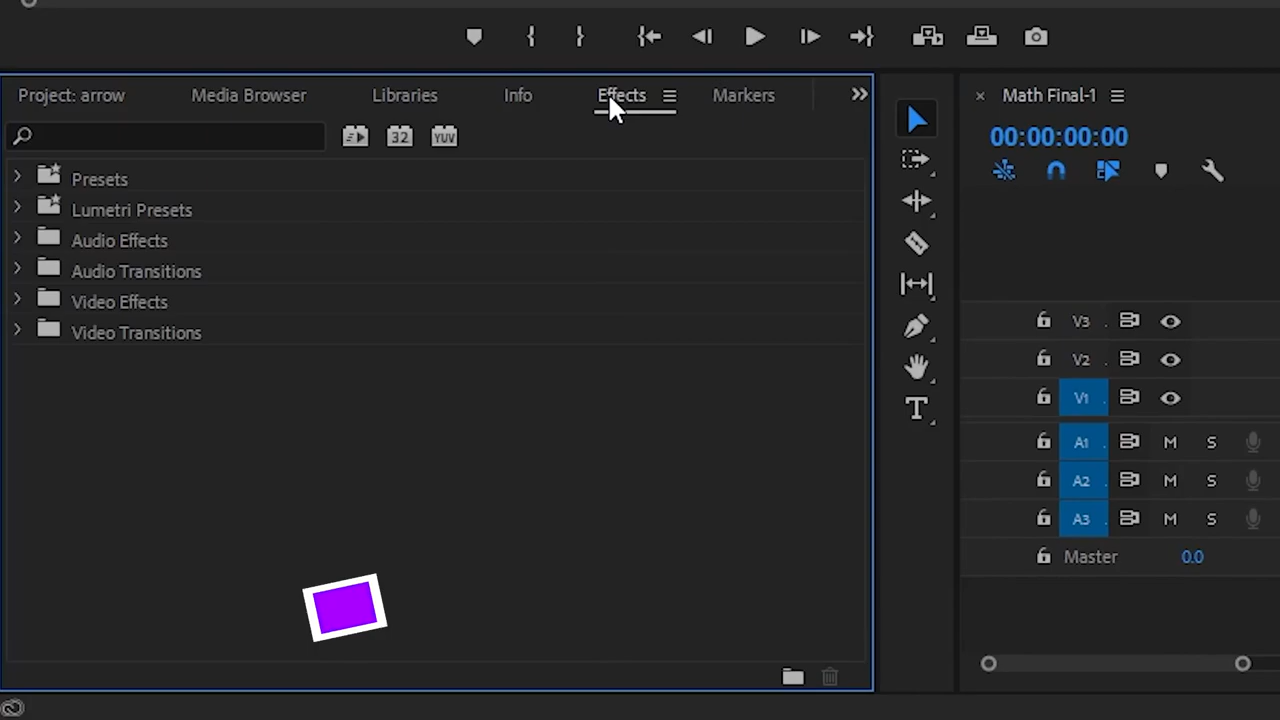 Project: arrow Media Browser Libraries Info Effects Markers
32 YUV
Presets
Lumetri Presets
Audio Effects
Audio Transitions
Video Effects
Video Transitions
Math Final-1
00:00:00:00
V3
V2
V1
A1 M S
A2 M S
A3 M S
Master 0.0